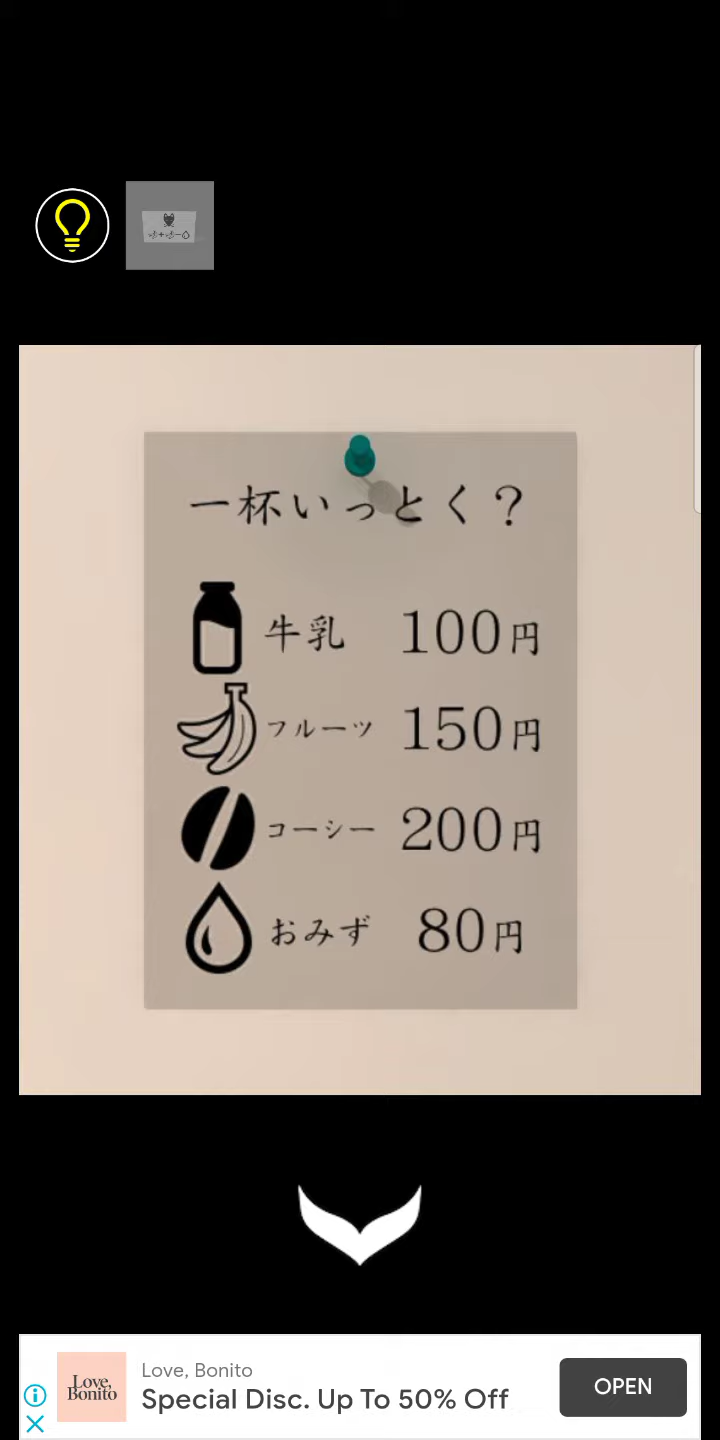 一杯いっとく？
牛乳 100円
フルーツ 150円
コーシー 200円
おみず 80円
Love, Bonito
Love, Bonito
Special Disc. Up To 50% Off
OPEN